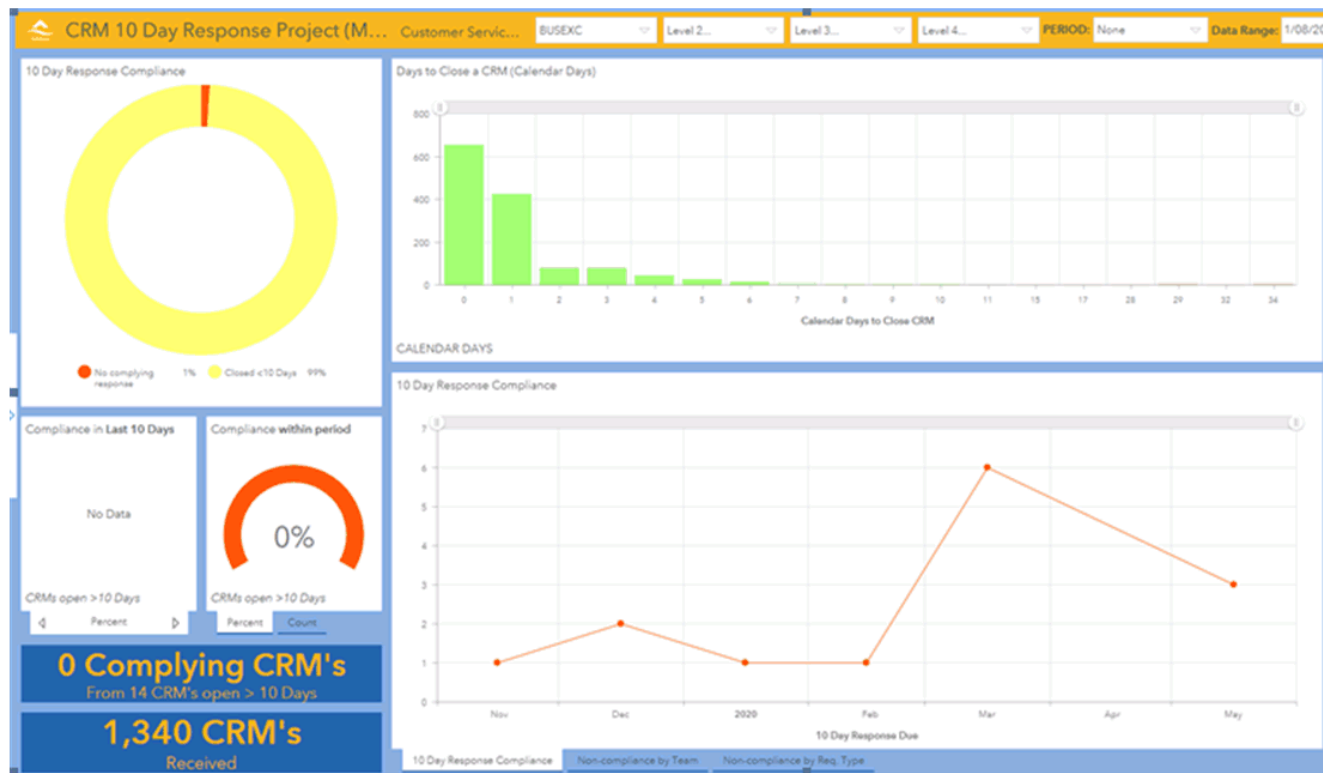 CRM 10 Day Response Project (M...
Customer Servic...
BUSEXC
Level 2...
Level 3...
Level 4...
PERIOD: None
Data Range: 1/08/20
10 Day Response Compliance
No complying response 1%
Closed <10 Days 99%
Days to Close a CRM (Calendar Days)
800
600
400
200
0
0 1 2 3 4 5 6 7 8 9 10 11 15 17 28 29 32 34
Calendar Days to Close CRM
CALENDAR DAYS
Compliance in Last 10 Days
No Data
CRMs open >10 Days
Percent
Compliance within period
0%
CRMs open >10 Days
Percent Count
0 Complying CRM's
From 14 CRM's open > 10 Days
1,340 CRM's
Received
10 Day Response Compliance
7
6
5
4
3
2
1
0
Nov Dec 2020 Feb Mar Apr May
10 Day Response Due
10 Day Response Compliance
Non-compliance by Team
Non-compliance by Req. Type